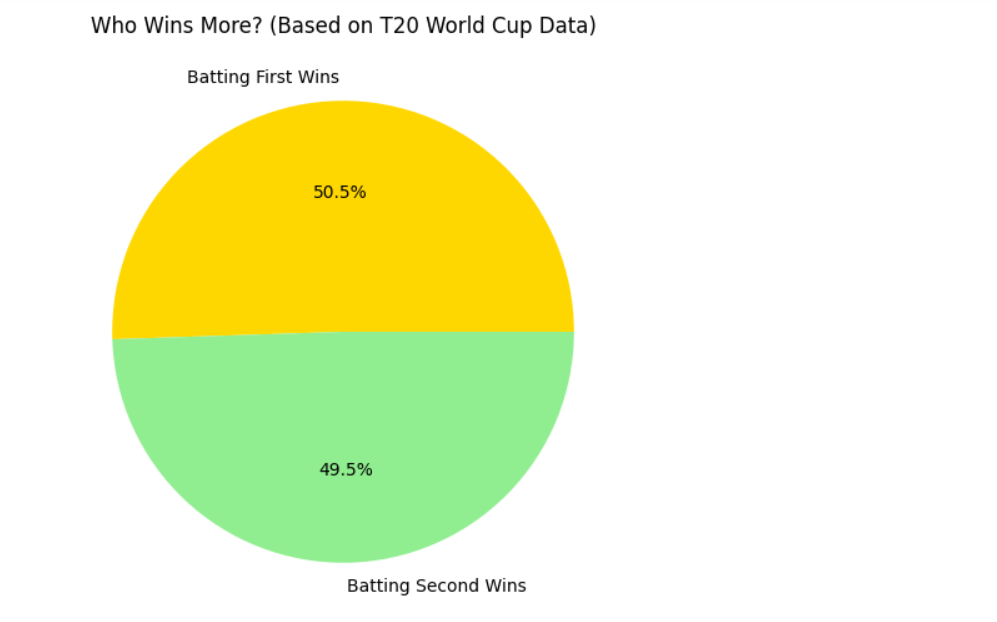 Who Wins More? (Based on T20 World Cup Data)
Batting First Wins
50.5%
49.5%
Batting Second Wins